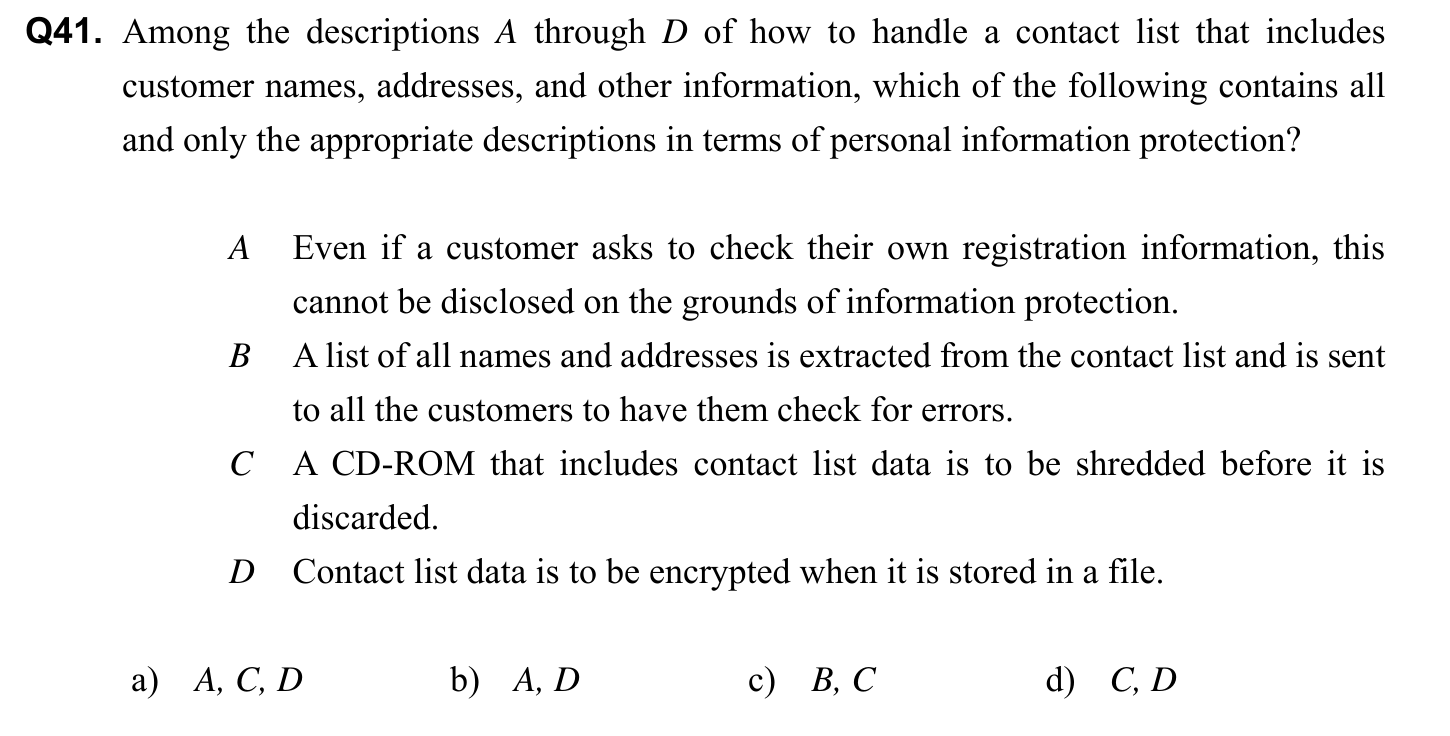 Q41. Among the descriptions A through D of how to handle a contact list that includes
customer names, addresses, and other information, which of the following contains all
and only the appropriate descriptions in terms of personal information protection?
A Even if a customer asks to check their own registration information, this
cannot be disclosed on the grounds of information protection.
B A list of all names and addresses is extracted from the contact list and is sent
to all the customers to have them check for errors.
C A CD-ROM that includes contact list data is to be shredded before it is
discarded.
D Contact list data is to be encrypted when it is stored in a file.
a) A, C, D b) A, D c) B, C d) C, D